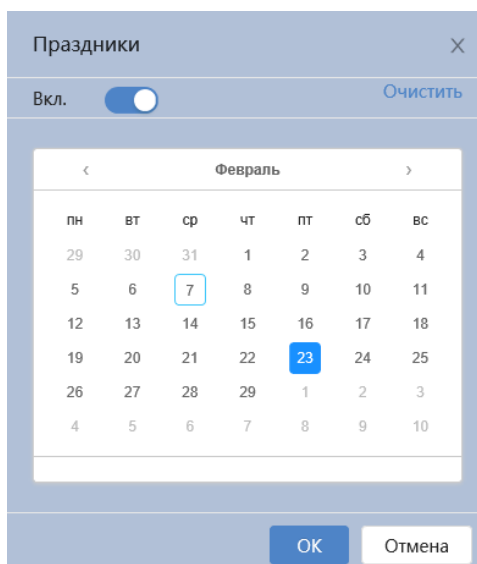 Праздники
Вкл. Очистить
< Февраль >
пн вт ср чт пт сб вс
29 30 31 1 2 3 4
5 6 7 8 9 10 11
12 13 14 15 16 17 18
19 20 21 22 23 24 25
26 27 28 29 1 2 3
4 5 6 7 8 9 10
ОК Отмена